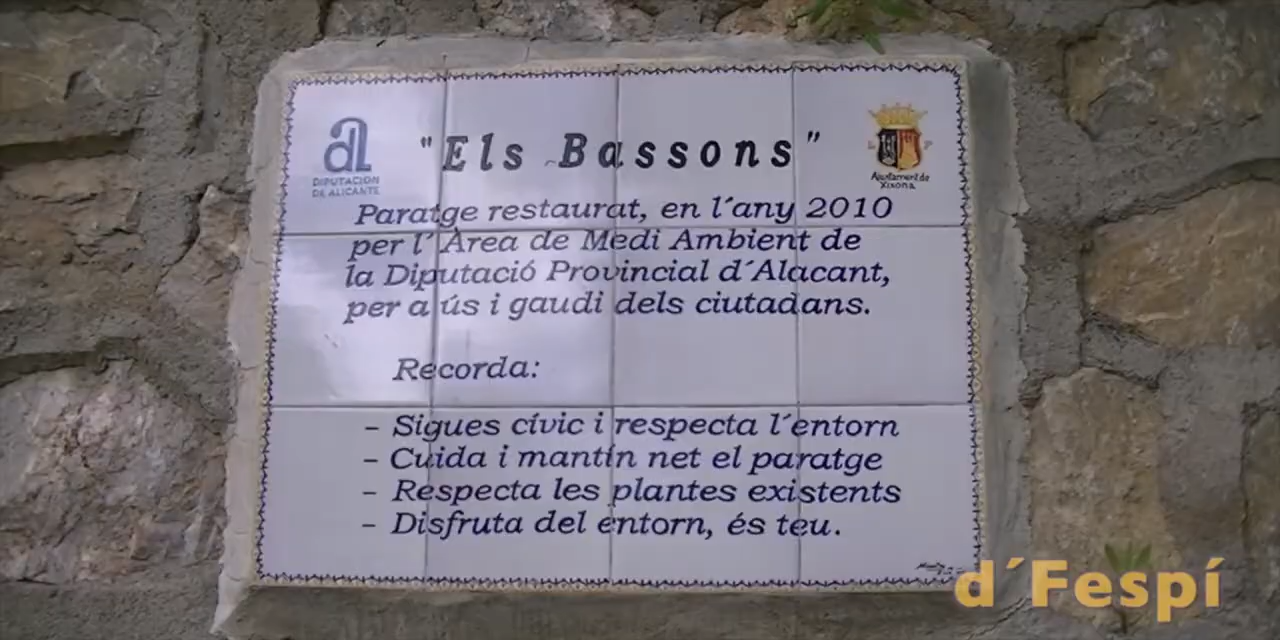 "Els Bassons"
DIPUTACIÓN
DE ALICANTE
Ajuntament de
Xixona
Paratge restaurat, en l´any 2010
per l´Àrea de Medi Ambient de
la Diputació Provincial d´Alacant,
per a ús i gaudi dels ciutadans.
Recorda:
- Sigues cívic i respecta l´entorn
- Cuida i mantín net el paratge
- Respecta les plantes existents
- Disfruta del entorn, és teu.
d´Fespí